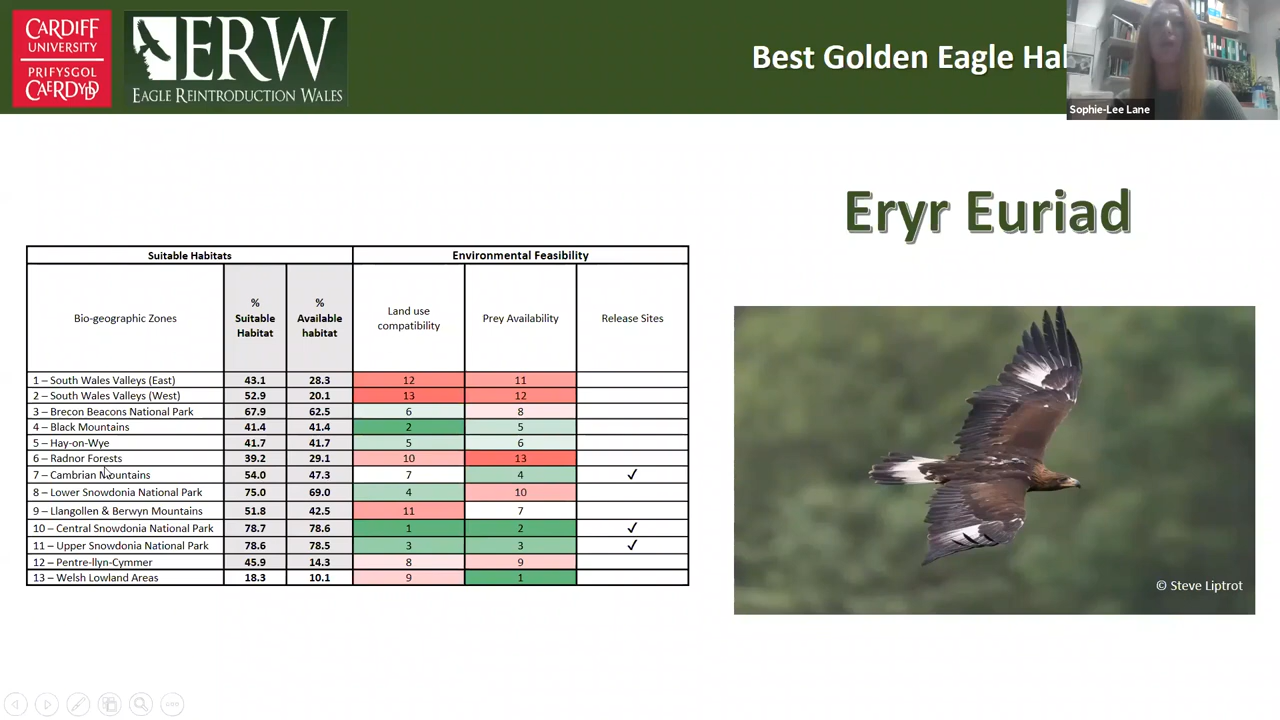 CARDIFF
UNIVERSITY
PRIFYSGOL
CAERDYDD
ERW
EAGLE REINTRODUCTION WALES
Best Golden Eagle Ha
Sophie-Lee Lane
Eryr Euriad
Suitable Habitats Environmental Feasibility
Bio-geographic Zones % Suitable Habitat % Available habitat Land use compatibility Prey Availability Release Sites
1 – South Wales Valleys (East) 43.1 28.3 12 11
2 – South Wales Valleys (West) 52.9 20.1 13 12
3 – Brecon Beacons National Park 67.9 62.5 6 8
4 – Black Mountains 41.4 41.4 2 5
5 – Hay-on-Wye 41.7 41.7 5 6
6 – Radnor Forests 39.2 29.1 10 13
7 – Cambrian Mountains 54.0 47.3 7 4 ✓
8 – Lower Snowdonia National Park 75.0 69.0 4 10
9 – Llangollen & Berwyn Mountains 51.8 42.5 11 7
10 – Central Snowdonia National Park 78.7 78.6 1 2 ✓
11 – Upper Snowdonia National Park 78.6 78.5 3 3 ✓
12 – Pentre-llyn-Cymmer 45.9 14.3 8 9
13 – Welsh Lowland Areas 18.3 10.1 9 1
© Steve Liptrot